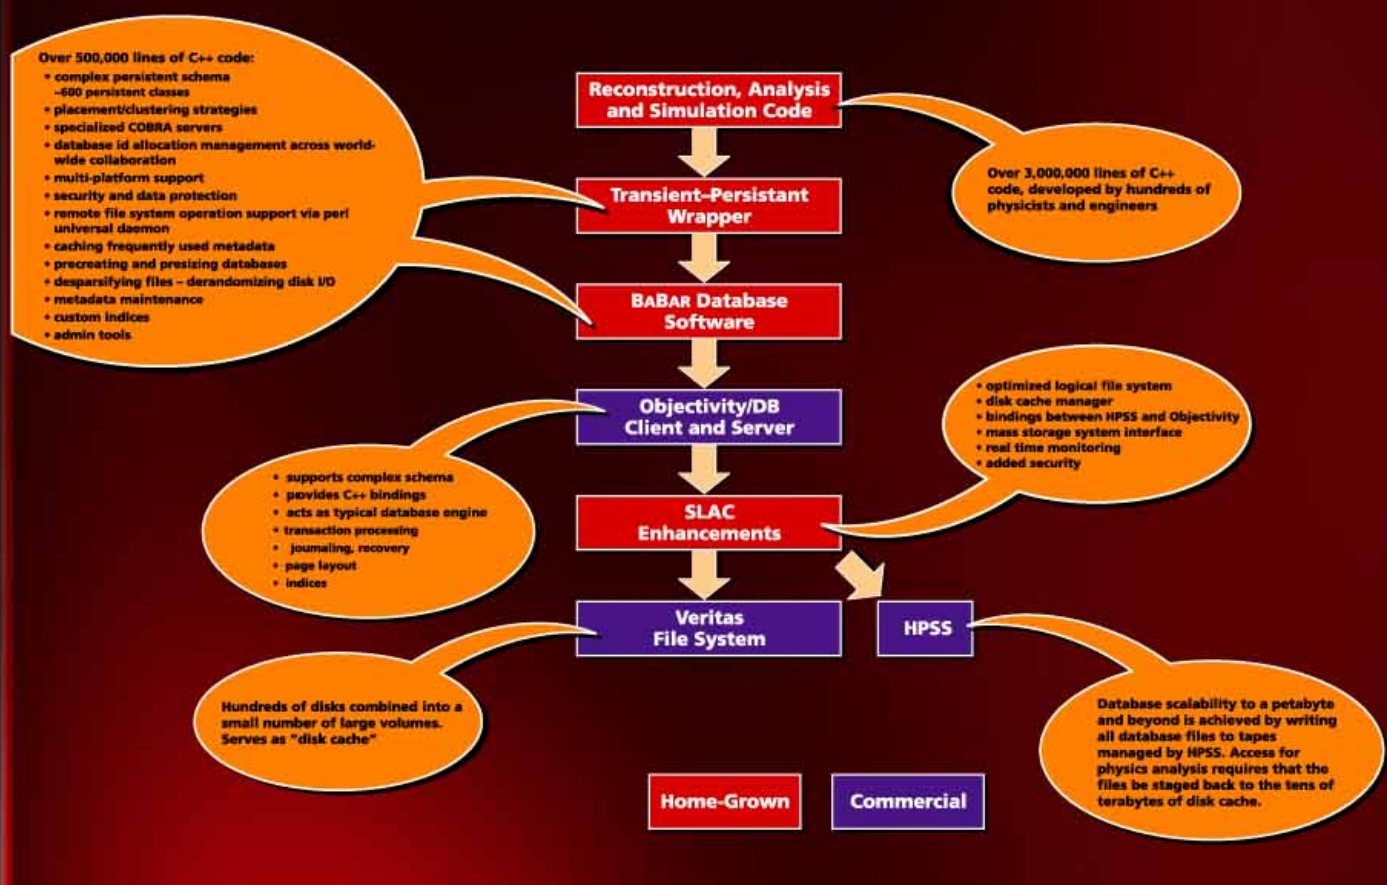 Over 500,000 lines of C++ code:
• complex persistent schema
~600 persistent classes
• placement/clustering strategies
• specialized COBRA servers
• database id allocation management across world-
wide collaboration
• multi-platform support
• security and data protection
• remote file system operation support via perl
universal daemon
• caching frequently used metadata
• precreating and presizing databases
• desparsifying files – derandomizing disk I/O
• metadata maintenance
• custom indices
• admin tools
Reconstruction, Analysis
and Simulation Code
Over 3,000,000 lines of C++
code, developed by hundreds of
physicists and engineers
Transient–Persistant
Wrapper
BABAR Database
Software
Objectivity/DB
Client and Server
• optimized logical file system
• disk cache manager
• bindings between HPSS and Objectivity
• mass storage system interface
• real time monitoring
• added security
• supports complex schema
• provides C++ bindings
• acts as typical database engine
• transaction processing
• journaling, recovery
• page layout
• indices
SLAC
Enhancements
Veritas
File System
HPSS
Hundreds of disks combined into a
small number of large volumes.
Serves as "disk cache"
Database scalability to a petabyte
and beyond is achieved by writing
all database files to tapes
managed by HPSS. Access for
physics analysis requires that the
files be staged back to the tens of
terabytes of disk cache.
Home-Grown
Commercial